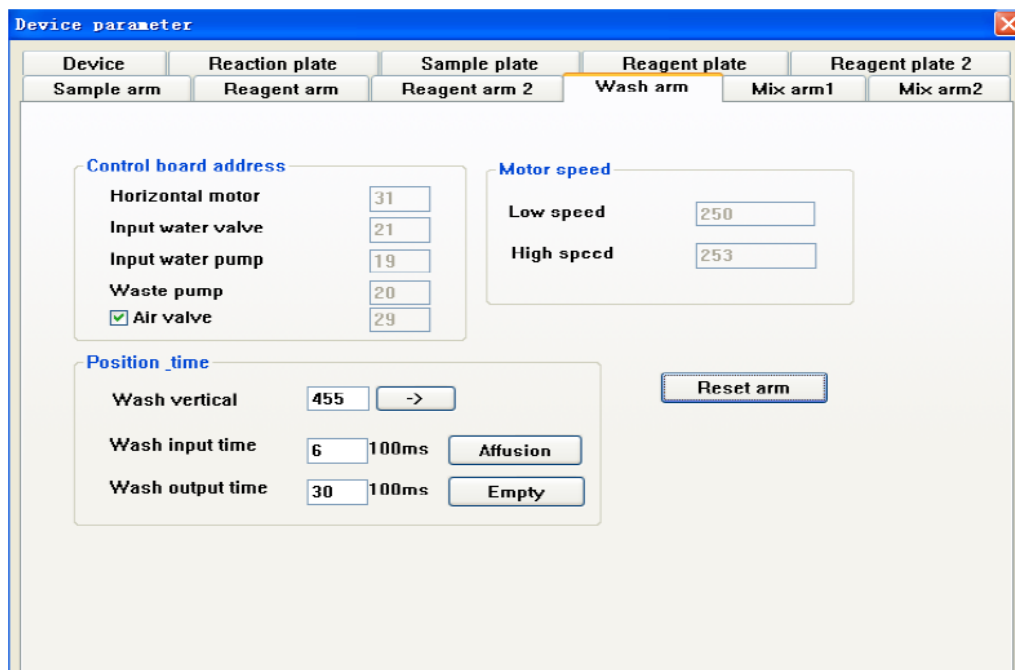 Device parameter
Device Reaction plate Sample plate Reagent plate Reagent plate 2
Sample arm Reagent arm Reagent arm 2 Wash arm Mix arm1 Mix arm2
Control board address
Horizontal motor 31
Input water valve 21
Input water pump 19
Waste pump 20
Air valve 29
Motor speed
Low speed 250
High speed 253
Position_time
Wash vertical 455 ->
Wash input time 6 100ms Affusion
Wash output time 30 100ms Empty
Reset arm